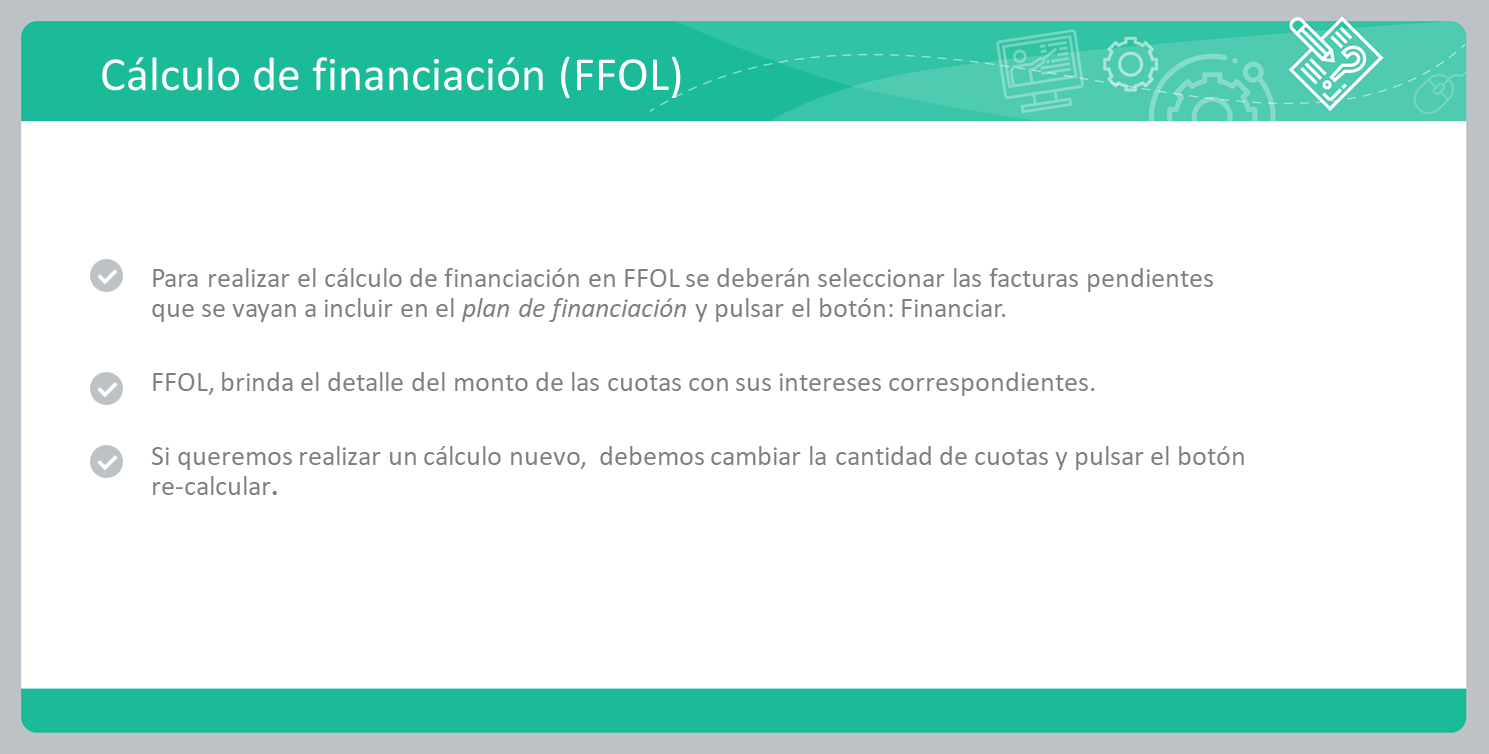 Cálculo de financiación (FFOL)
Para realizar el cálculo de financiación en FFOL se deberán seleccionar las facturas pendientes
que se vayan a incluir en el plan de financiación y pulsar el botón: Financiar.
FFOL, brinda el detalle del monto de las cuotas con sus intereses correspondientes.
Si queremos realizar un cálculo nuevo,  debemos cambiar la cantidad de cuotas y pulsar el botón
re-calcular.